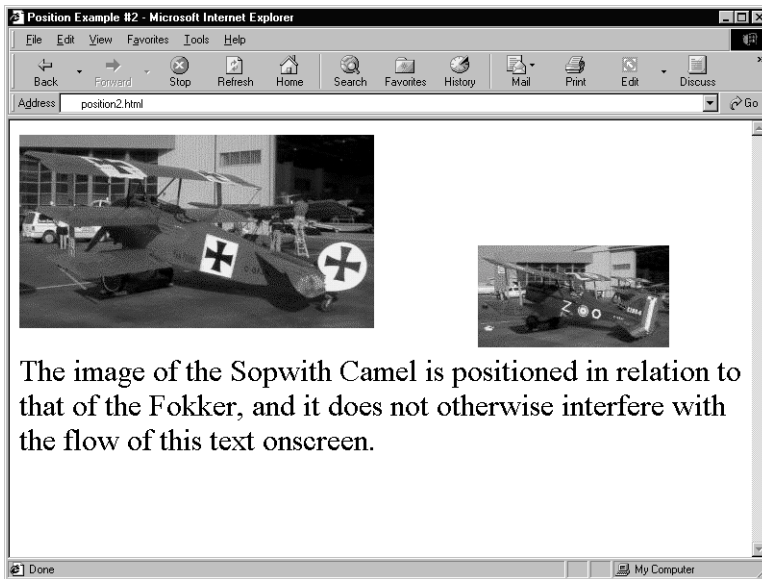 Position Example #2 - Microsoft Internet Explorer
File Edit View Favorites Tools Help
Back Forward Stop Refresh Home Search Favorites History Mail Print Edit Discuss
Address position2.html Go
Z O
The image of the Sopwith Camel is positioned in relation to
that of the Fokker, and it does not otherwise interfere with
the flow of this text onscreen.
Done My Computer